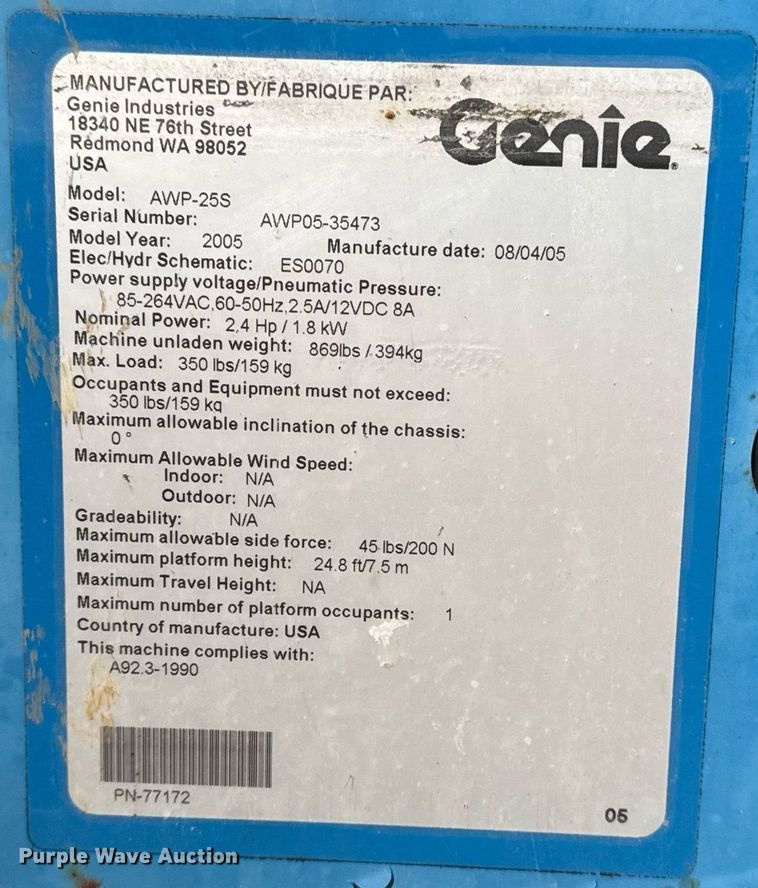 MANUFACTURED BY/FABRIQUE PAR:
Genie Industries
18340 NE 76th Street
Redmond WA 98052
USA
Genie
Model: AWP-25S
Serial Number: AWP05-35473
Model Year: 2005 Manufacture date: 08/04/05
Elec/Hydr Schematic: ES0070
Power supply voltage/Pneumatic Pressure:
85-264VAC,60-50Hz,2.5A/12VDC 8A
Nominal Power: 2.4 Hp / 1.8 kW
Machine unladen weight: 869lbs / 394kg
Max. Load: 350 lbs/159 kg
Occupants and Equipment must not exceed:
350 lbs/159 kg
Maximum allowable inclination of the chassis:
0°
Maximum Allowable Wind Speed:
Indoor: N/A
Outdoor: N/A
Gradeability: N/A
Maximum allowable side force: 45 lbs/200 N
Maximum platform height: 24.8 ft/7.5 m
Maximum Travel Height: NA
Maximum number of platform occupants: 1
Country of manufacture: USA
This machine complies with:
A92.3-1990
PN-77172
05
Purple Wave Auction